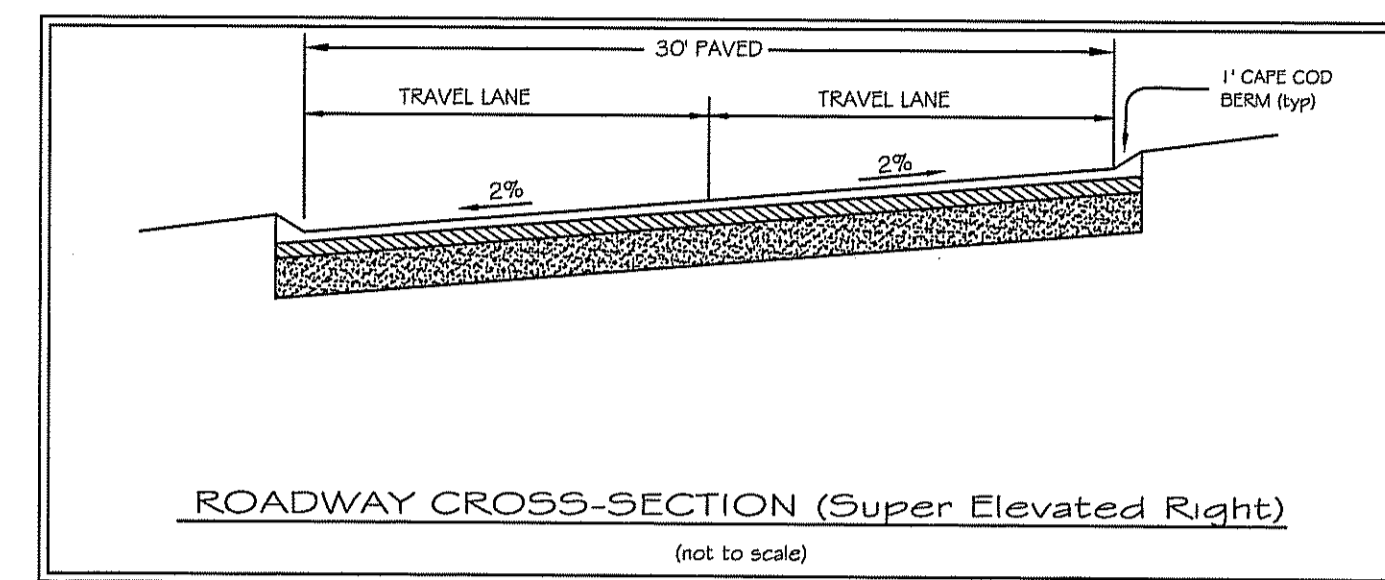 30' PAVED
TRAVEL LANE
TRAVEL LANE
1' CAPE COD
BERM (typ)
2%
2%
ROADWAY CROSS-SECTION (Super Elevated Right)
(not to scale)